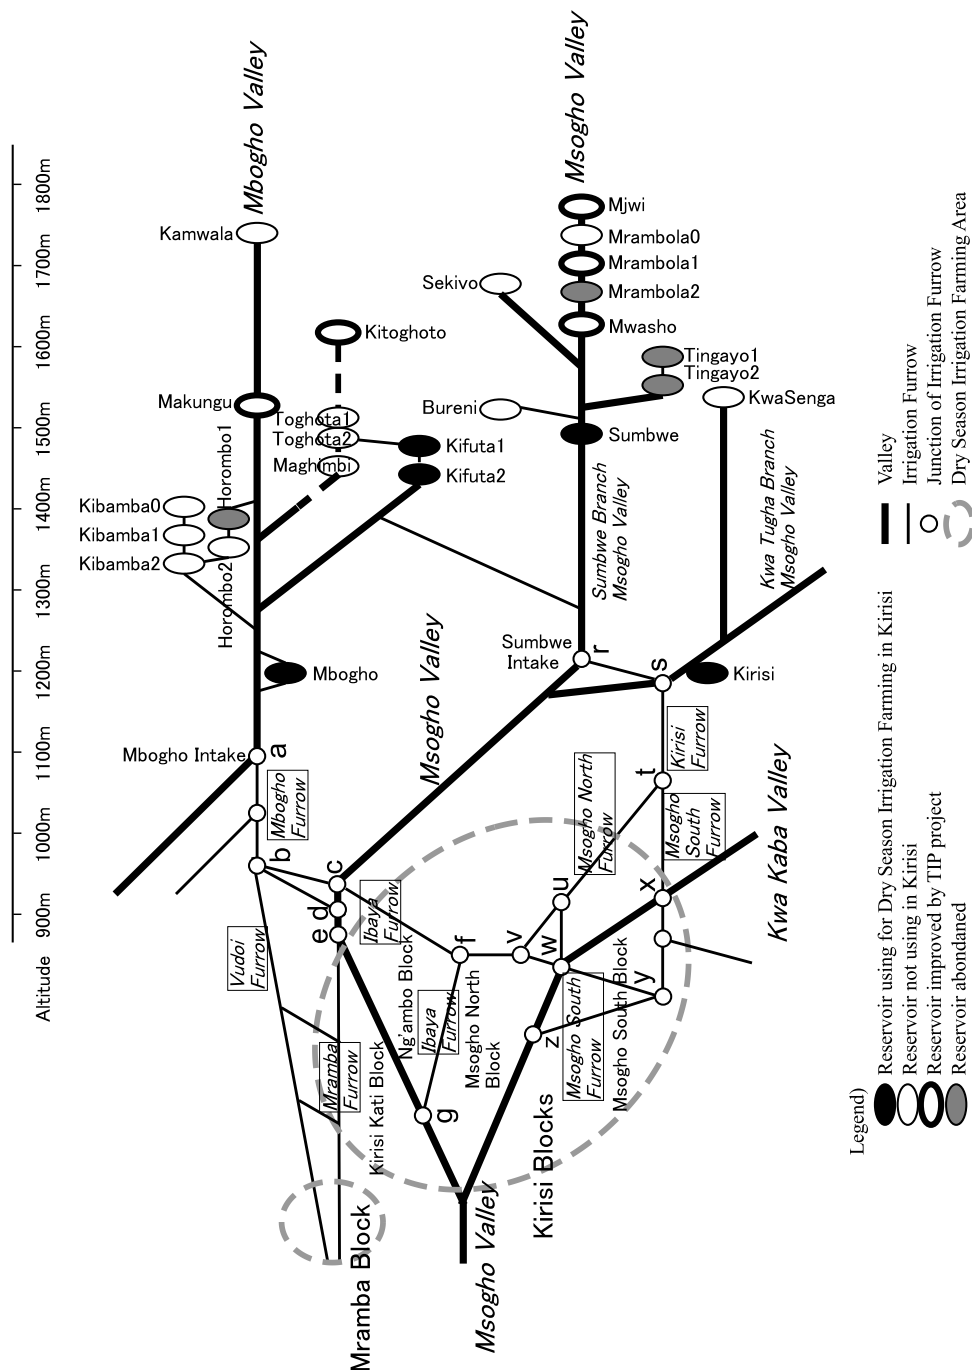 Altitude
900m
1000m
1100m
1200m
1300m
1400m
1500m
1600m
1700m
1800m
Mbogho Valley
Kamwala
Makungu
Kitoghoto
Toghota1
Toghota2
Maghimbi
Kifuta1
Kifuta2
Horombo1
Horombo2
Kibamba0
Kibamba1
Kibamba2
Mbogho
Mbogho Intake
a
Mbogho
Furrow
b
Vudoi
Furrow
c
d
e
Ibaya
Furrow
f
Ng'ambo Block
Ibaya
Furrow
Msogho North
Block
g
Mramba
Furrow
Kirisi Kati Block
Mramba Block
Msogho Valley
Msogho Valley
Mjwi
Mrambola0
Mrambola1
Mrambola2
Mwasho
Sekivo
Bureni
Tingayo1
Tingayo2
KwaSenga
Sumbwe
Sumbwe Branch
Msogho Valley
Kwa Tugha Branch
Msogho Valley
Sumbwe
Intake
r
s
Kirisi
Kirisi
Furrow
t
Msogho North
Furrow
Msogho
South
Furrow
u
v
w
x
y
z
Msogho South
Furrow
Msogho South Block
Kirisi Blocks
Kwa Kaba Valley
Msogho Valley
Legend)
Reservoir using for Dry Season Irrigation Farming in Kirisi
Reservoir not using in Kirisi
Reservoir improved by TIP project
Reservoir abondaned
Valley
Irrigation Furrow
Junction of Irrigation Furrow
Dry Season Irrigation Farming Area